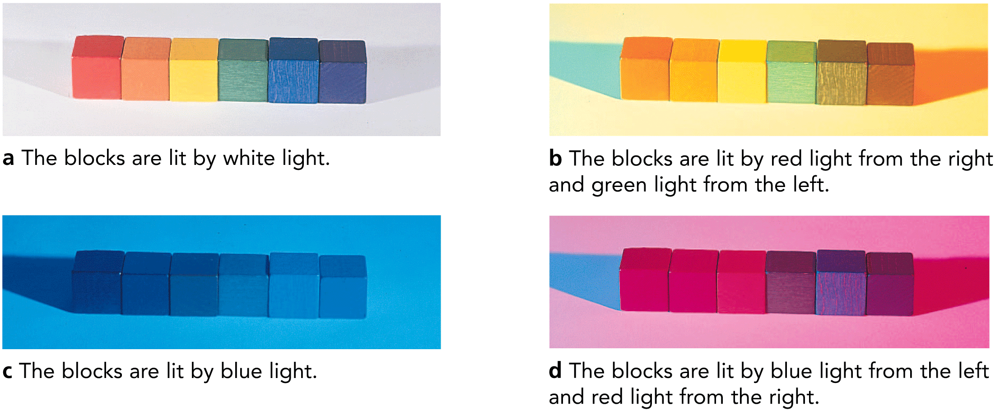 a The blocks are lit by white light.
b The blocks are lit by red light from the right
and green light from the left.
c The blocks are lit by blue light.
d The blocks are lit by blue light from the left
and red light from the right.